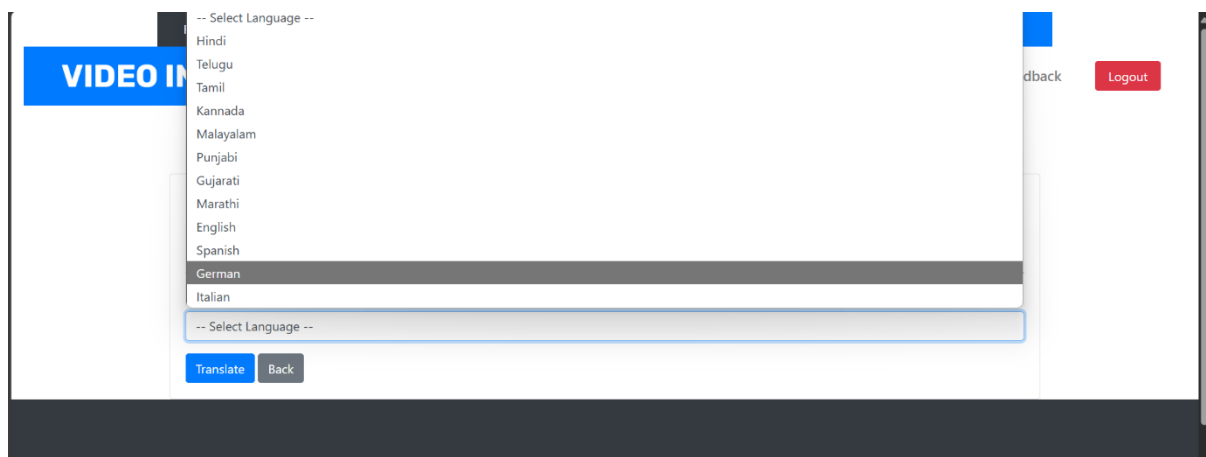 -- Select Language --
Hindi
Telugu
VIDEO
Logout
Tamil
Kannada
Malayalam
Punjabi
Gujarati
Marathi
English
Spanish
German
Italian
-- Select Language --
Translate Back